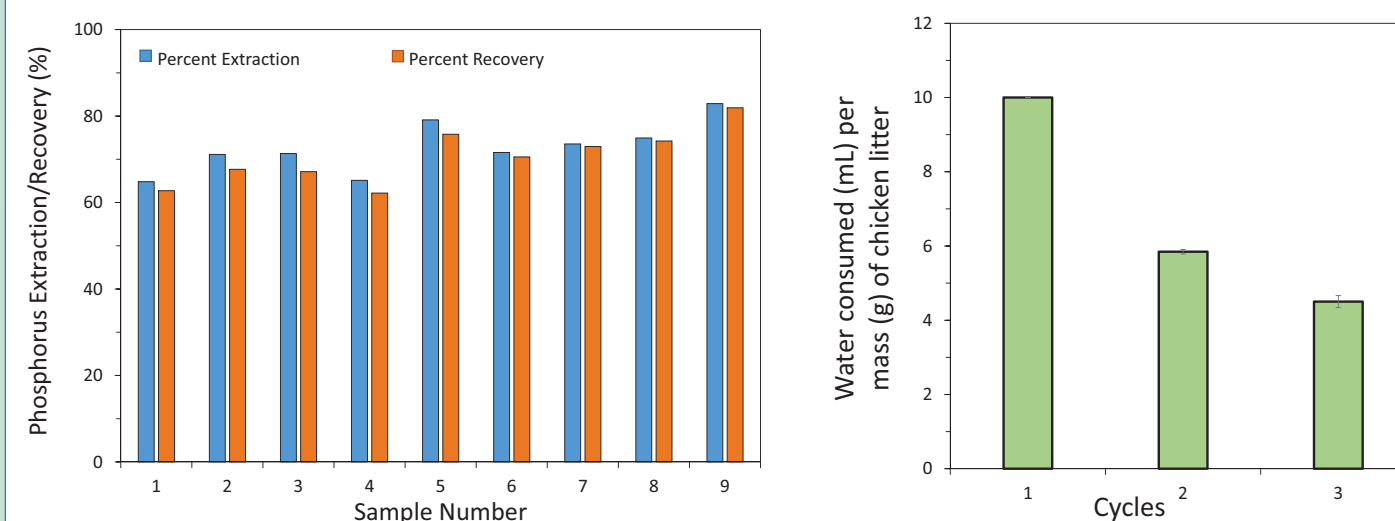 Phosphorus Extraction/Recovery (%)
100
80
60
40
20
0
Percent Extraction
Percent Recovery
1 2 3 4 5 6 7 8 9
Sample Number
Water consumed (mL) per
mass (g) of chicken litter
12
10
8
6
4
2
0
1 2 3
Cycles